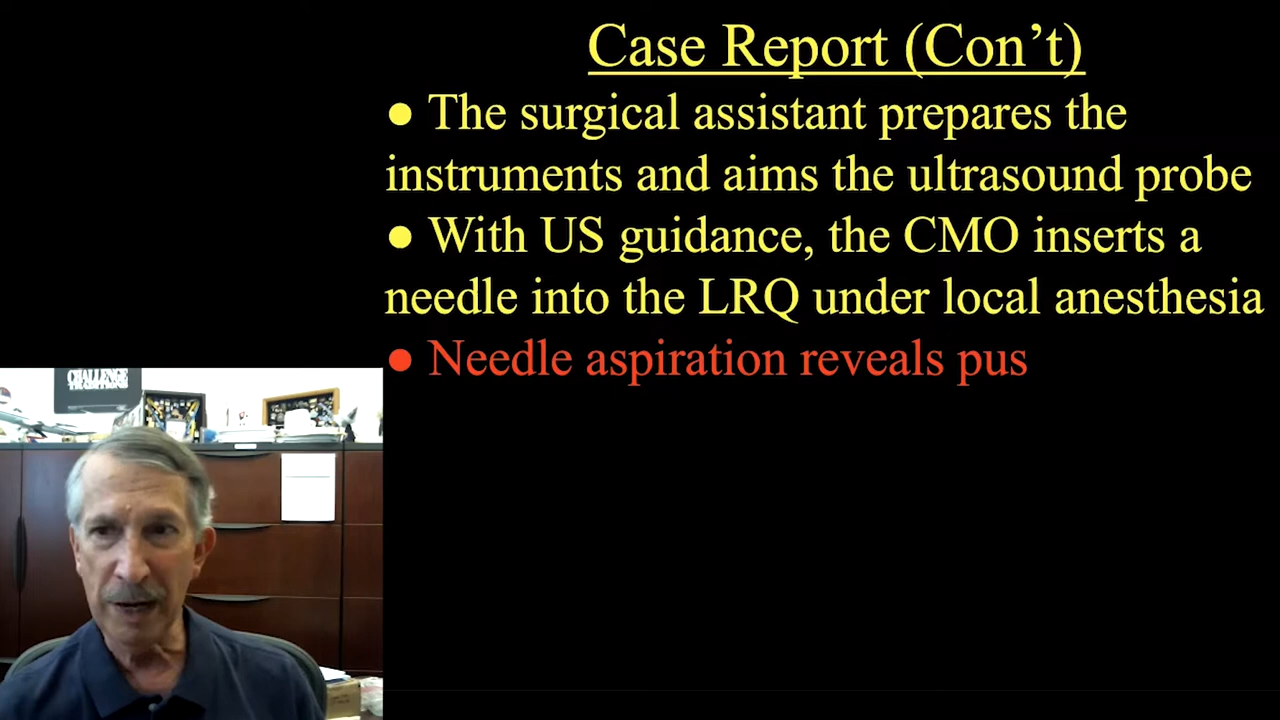 Case Report (Con’t)
● The surgical assistant prepares the
instruments and aims the ultrasound probe
● With US guidance, the CMO inserts a
needle into the LRQ under local anesthesia
● Needle aspiration reveals pus
CHALLENGE